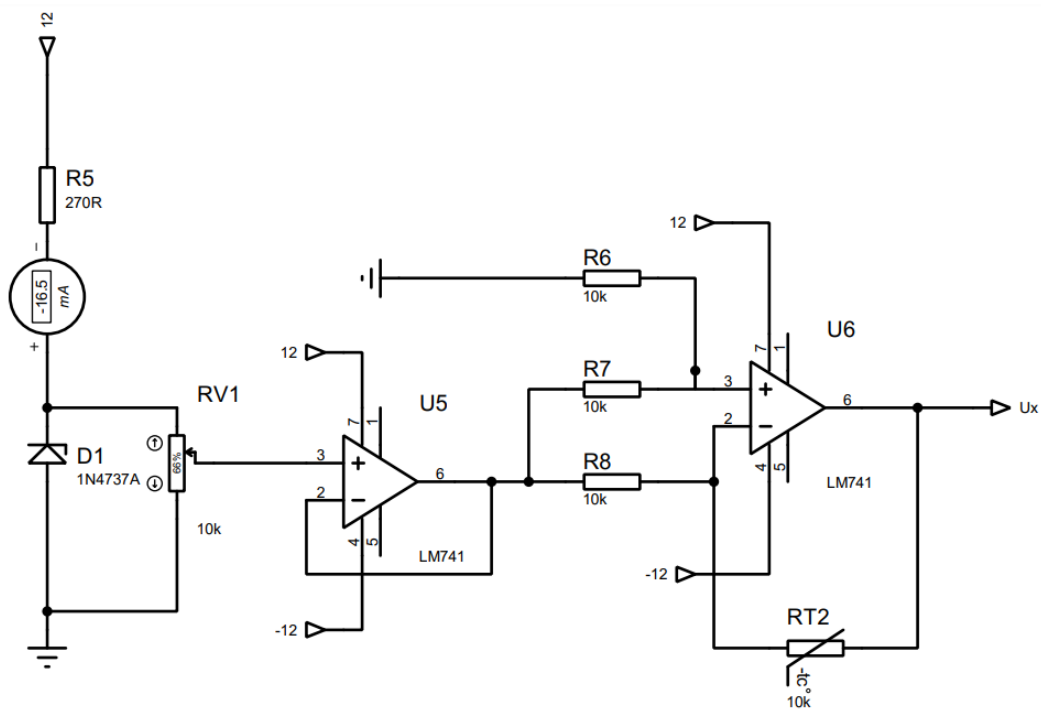 12
R5
270R
−
-16.5
mA
+
RV1
66%
10k
D1
1N4737A
12
7
1
U5
3
+
6
2
−
4
5
LM741
-12
R6
10k
R7
10k
R8
10k
12
7
1
U6
3
+
6
Ux
2
−
4
5
LM741
-12
RT2
-tc°
10k